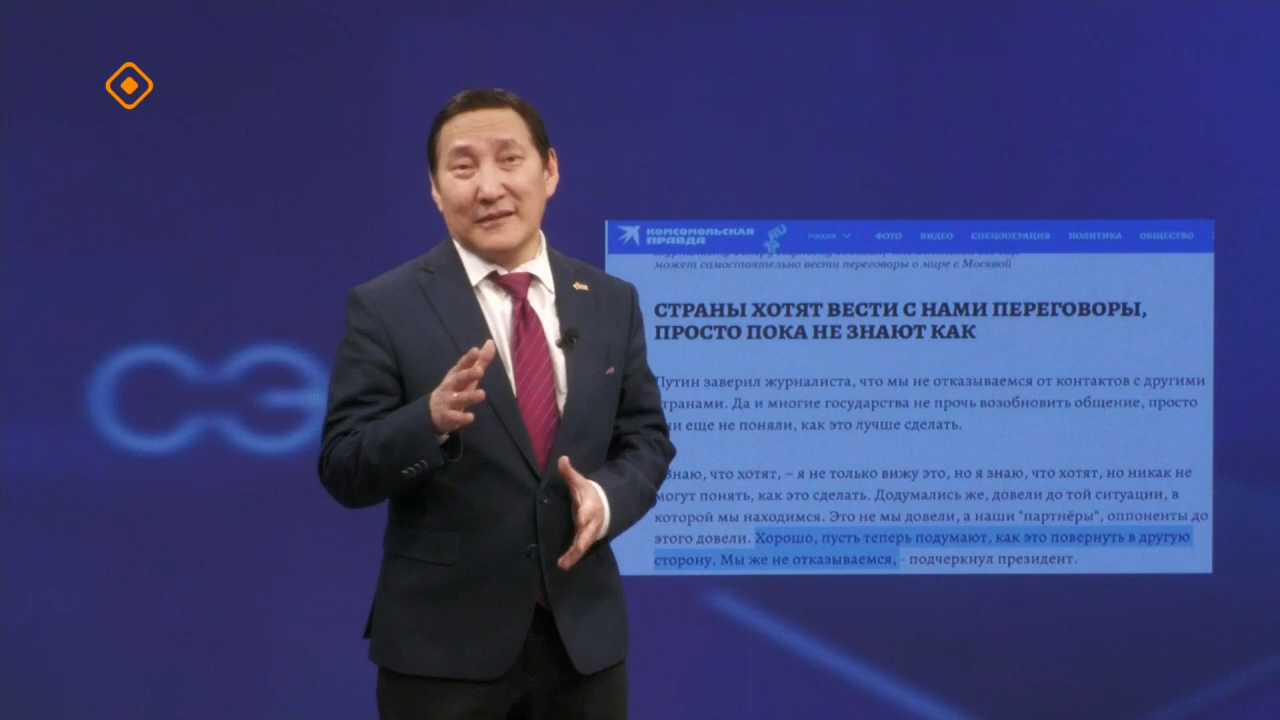 КОМСОМОЛЬСКАЯ
ПРАВДА
РОССИЯ ФОТО ВИДЕО СПЕЦОПЕРАЦИЯ ПОЛИТИКА ОБЩЕСТВО
может самостоятельно вести переговоры о мире с Москвой
СТРАНЫ ХОТЯТ ВЕСТИ С НАМИ ПЕРЕГОВОРЫ,
ПРОСТО ПОКА НЕ ЗНАЮТ КАК
Путин заверил журналиста, что мы не отказываемся от контактов с другими
странами. Да и многие государства не прочь возобновить общение, просто
они еще не поняли, как это лучше сделать.
Знаю, что хотят, – я не только вижу это, но я знаю, что хотят, но никак не
могут понять, как это сделать. Додумались же, довели до той ситуации, в
которой мы находимся. Это не мы довели, а наши "партнёры", оппоненты до
этого довели. Хорошо, пусть теперь подумают, как это повернуть в другую
сторону. Мы же не отказываемся, – подчеркнул президент.
СЭ